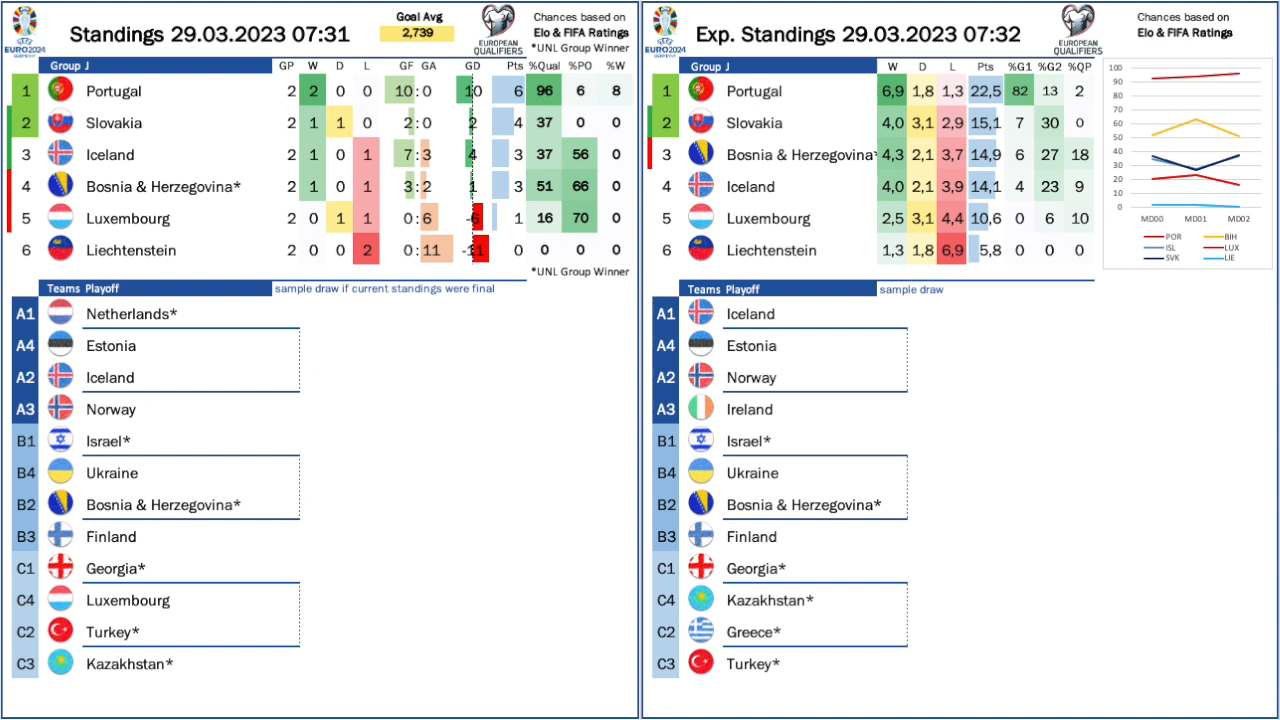 EURO2024
GERMANY
Standings 29.03.2023 07:31
Goal Avg
2,739
EUROPEAN
QUALIFIERS
Chances based on
Elo & FIFA Ratings
*UNL Group Winner
Group J GP W D L GF GA GD Pts %Qual %PO %W
1 Portugal 2 2 0 0 10:0 10 6 96 6 8
2 Slovakia 2 1 1 0 2:0 2 4 37 0 0
3 Iceland 2 1 0 1 7:3 4 3 37 56 0
4 Bosnia & Herzegovina* 2 1 0 1 3:2 1 3 51 66 0
5 Luxembourg 2 0 1 1 0:6 -6 1 16 70 0
6 Liechtenstein 2 0 0 2 0:11 -11 0 0 0 0
*UNL Group Winner
Teams Playoff sample draw if current standings were final
A1 Netherlands*
A4 Estonia
A2 Iceland
A3 Norway
B1 Israel*
B4 Ukraine
B2 Bosnia & Herzegovina*
B3 Finland
C1 Georgia*
C4 Luxembourg
C2 Turkey*
C3 Kazakhstan*
EURO2024
GERMANY
Exp. Standings 29.03.2023 07:32
EUROPEAN
QUALIFIERS
Chances based on
Elo & FIFA Ratings
Group J W D L Pts %G1 %G2 %QP
1 Portugal 6,9 1,8 1,3 22,5 82 13 2
2 Slovakia 4,0 3,1 2,9 15,1 7 30 0
3 Bosnia & Herzegovina* 4,3 2,1 3,7 14,9 6 27 18
4 Iceland 4,0 2,1 3,9 14,1 4 23 9
5 Luxembourg 2,5 3,1 4,4 10,6 0 6 10
6 Liechtenstein 1,3 1,8 6,9 5,8 0 0 0
100
90
80
70
60
50
40
30
20
10
0
MD00 MD01 MD02
POR BIH
ISL LUX
SVK LIE
Teams Playoff sample draw
A1 Iceland
A4 Estonia
A2 Norway
A3 Ireland
B1 Israel*
B4 Ukraine
B2 Bosnia & Herzegovina*
B3 Finland
C1 Georgia*
C4 Kazakhstan*
C2 Greece*
C3 Turkey*